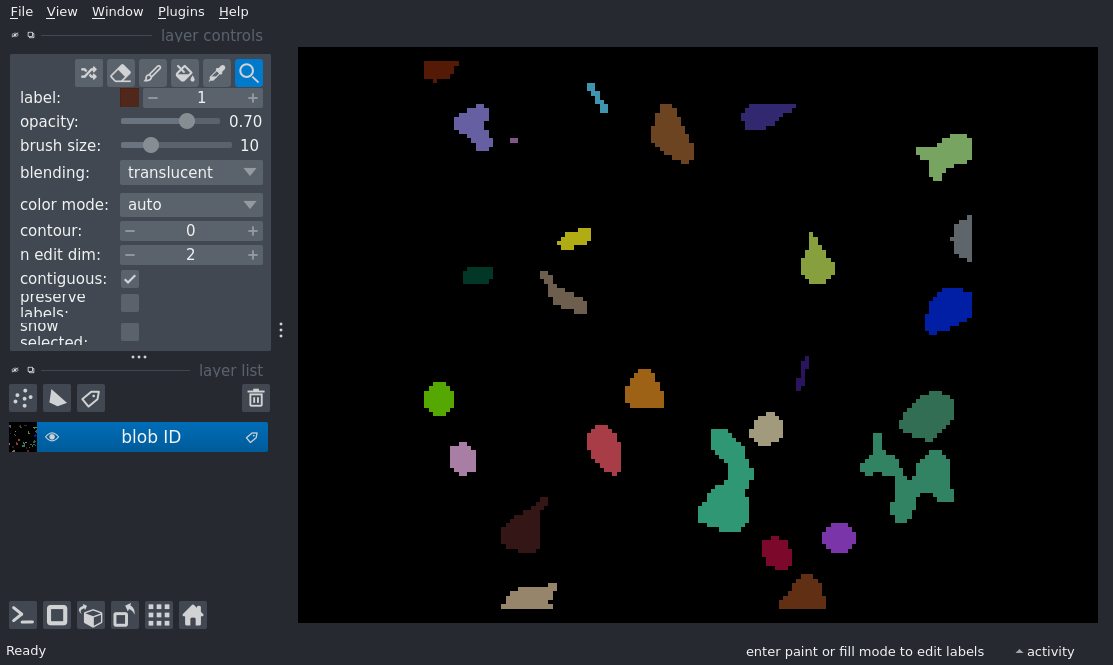 File View Window Plugins Help
layer controls
label: 1
opacity: 0.70
brush size: 10
blending: translucent
color mode: auto
contour: 0
n edit dim: 2
contiguous:
preserve
labels:
show
selected:
layer list
blob ID
Ready
enter paint or fill mode to edit labels
activity